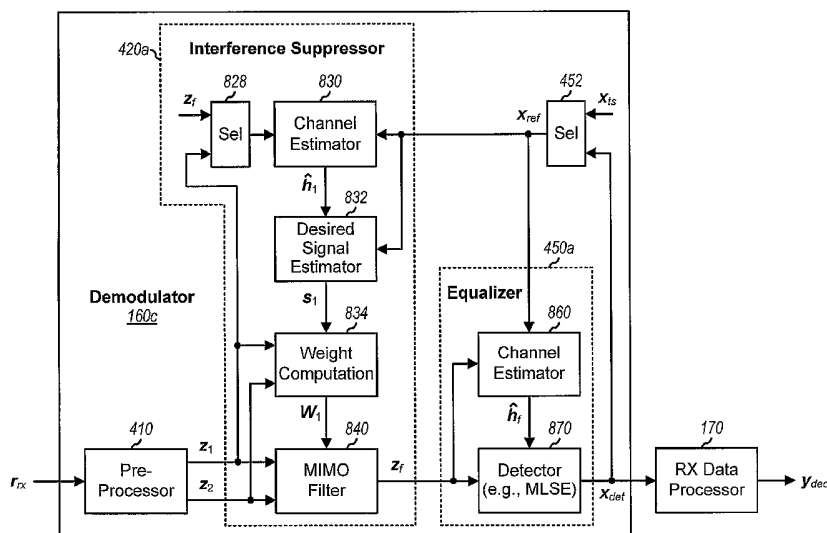 420a
Interference Suppressor
828
830
452
z_f
x_ts
Sel
Channel
Estimator
x_ref
Sel
ĥ_1
832
Desired
Signal
Estimator
450a
s_1
Equalizer
Demodulator
160c
834
860
Weight
Computation
Channel
Estimator
W_1
ĥ_f
410
z_1
840
870
170
r_rx
Pre-
Processor
z_2
MIMO
Filter
z_f
Detector
(e.g., MLSE)
x_det
RX Data
Processor
y_dec